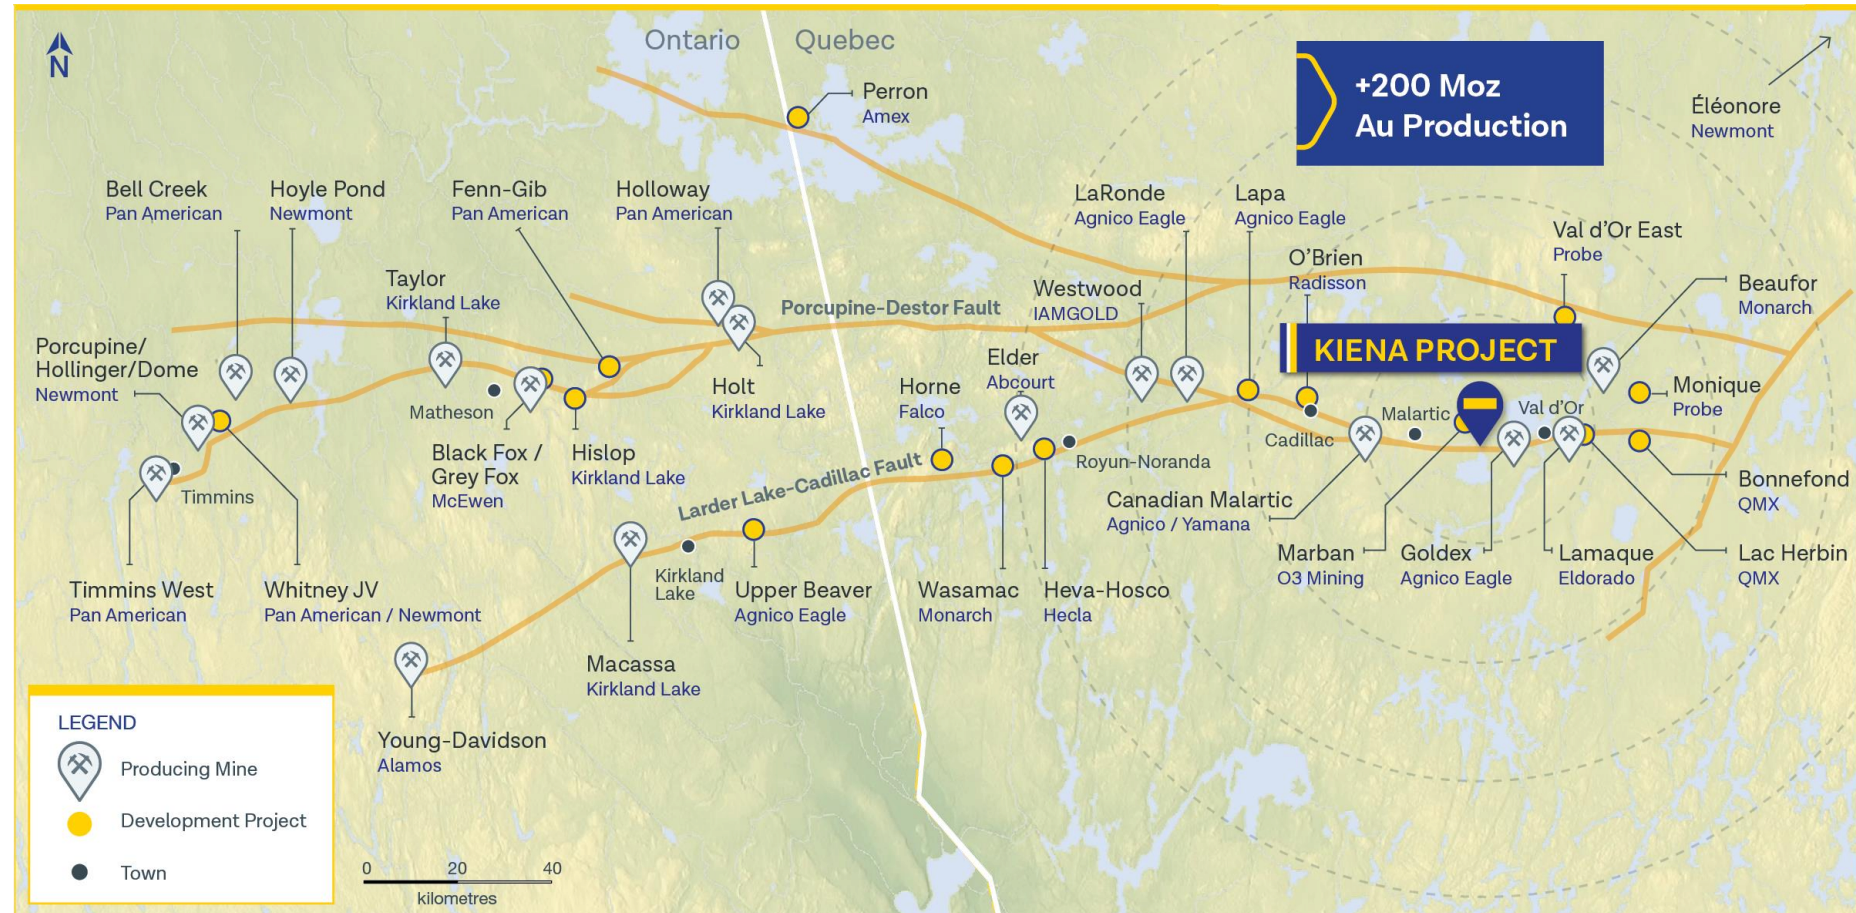 N
Ontario
Quebec
+200 Moz
Au Production
Éléonore
Newmont
Perron
Amex
Bell Creek
Pan American
Hoyle Pond
Newmont
Fenn-Gib
Pan American
Holloway
Pan American
LaRonde
Agnico Eagle
Lapa
Agnico Eagle
Val d'Or East
Probe
O'Brien
Radisson
Taylor
Kirkland Lake
Westwood
IAMGOLD
Beaufor
Monarch
Porcupine-Destor Fault
KIENA PROJECT
Porcupine/
Hollinger/Dome
Newmont
Elder
Abcourt
Holt
Kirkland Lake
Horne
Falco
Monique
Probe
Matheson
Malartic
Val d'Or
Cadillac
Black Fox /
Grey Fox
McEwen
Hislop
Kirkland Lake
Larder Lake-Cadillac Fault
Royun-Noranda
Timmins
Canadian Malartic
Agnico / Yamana
Bonnefond
QMX
Marban
O3 Mining
Goldex
Agnico Eagle
Lamaque
Eldorado
Lac Herbin
QMX
Timmins West
Pan American
Whitney JV
Pan American / Newmont
Kirkland
Lake
Upper Beaver
Agnico Eagle
Wasamac
Monarch
Heva-Hosco
Hecla
Macassa
Kirkland Lake
Young-Davidson
Alamos
LEGEND
Producing Mine
Development Project
Town
0 20 40
kilometres